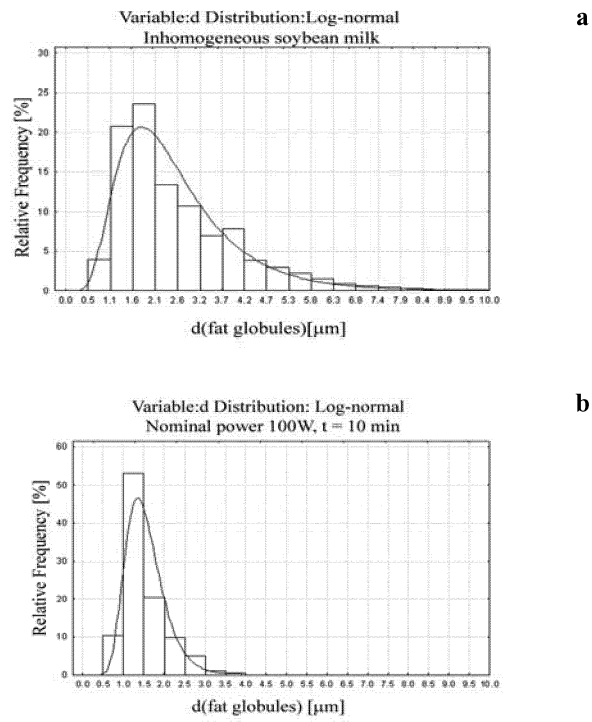 Variable:d Distribution:Log-normal
a
Inhomogeneous soybean milk
30
25
20
15
10
5
0
Relative Frequency [%]
0.0 0.5 1.1 1.6 2.1 2.6 3.2 3.7 4.2 4.7 5.3 5.8 6.3 6.8 7.4 7.9 8.4 8.9 9.5 10.0
d(fat globules)[µm]
b
Variable:d Distribution: Log-normal
Nominal power 100W, t = 10 min
60
50
40
30
20
10
0
Relative Frequency [%]
0.0 0.5 1.0 1.5 2.0 2.5 3.0 3.5 4.0 4.5 5.0 5.5 6.0 6.5 7.0 7.5 8.0 8.5 9.0 9.5 10.0
d(fat globules) [µm]